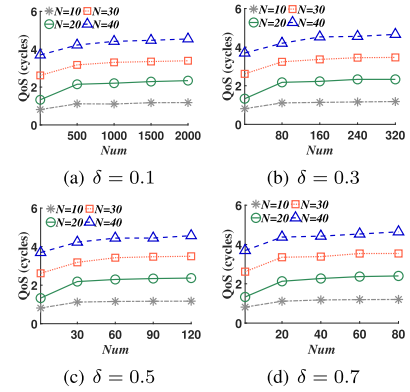 N=10 N=30
N=20 N=40
QoS (cycles)
6
4
2
0
500 1000 1500 2000
Num
(a) δ = 0.1
N=10 N=30
N=20 N=40
QoS (cycles)
6
4
2
0
80 160 240 320
Num
(b) δ = 0.3
N=10 N=30
N=20 N=40
QoS (cycles)
6
4
2
0
30 60 90 120
Num
(c) δ = 0.5
N=10 N=30
N=20 N=40
QoS (cycles)
6
4
2
0
20 40 60 80
Num
(d) δ = 0.7